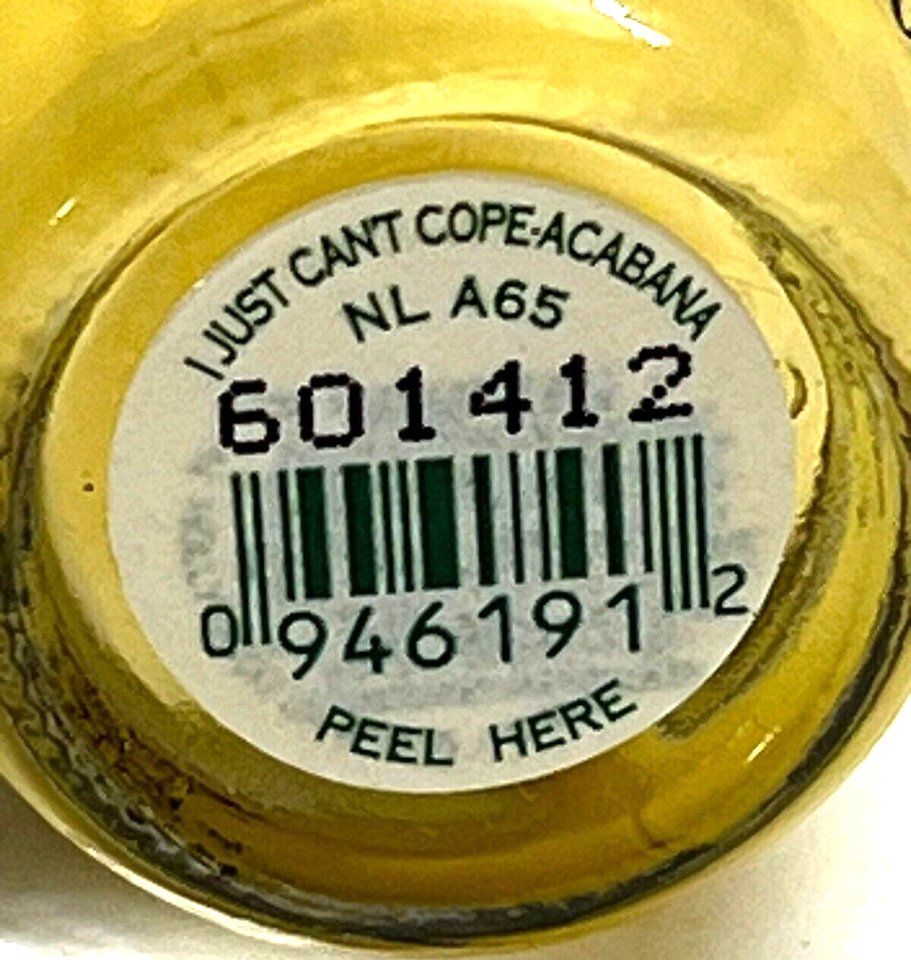 I JUST CAN'T COPE-ACABANA
NL A65
601412
0 946191 2
PEEL HERE